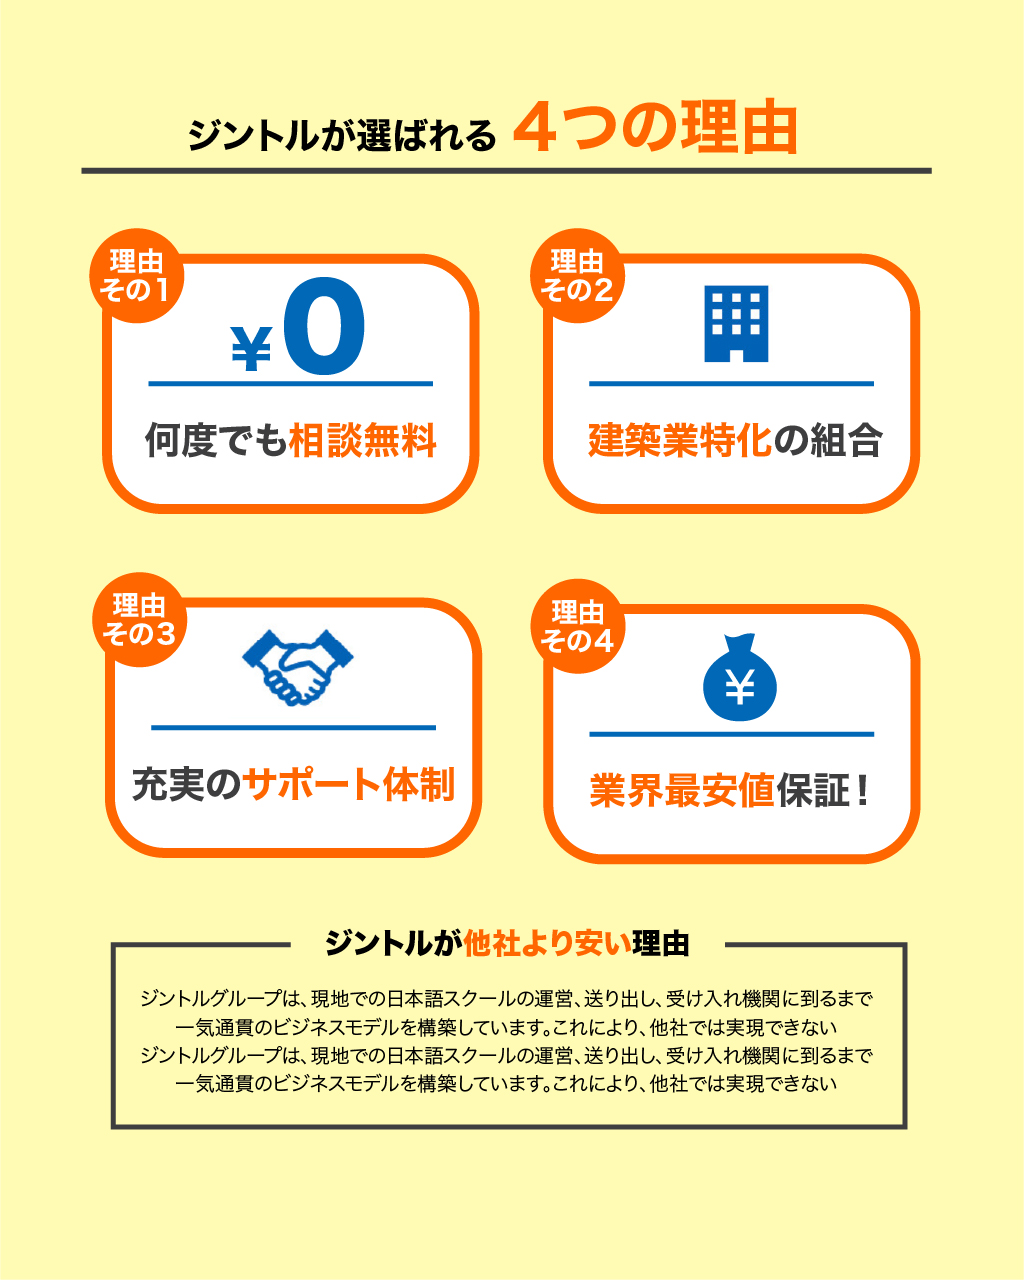 ジントルが選ばれる 4つの理由
理由
その1
¥0
何度でも相談無料
理由
その2
建築業特化の組合
理由
その3
充実のサポート体制
理由
その4
¥
業界最安値保証！
ジントルが他社より安い理由
ジントルグループは、現地での日本語スクールの運営、送り出し、受け入れ機関に到るまで
一気通貫のビジネスモデルを構築しています。これにより、他社では実現できない
ジントルグループは、現地での日本語スクールの運営、送り出し、受け入れ機関に到るまで
一気通貫のビジネスモデルを構築しています。これにより、他社では実現できない